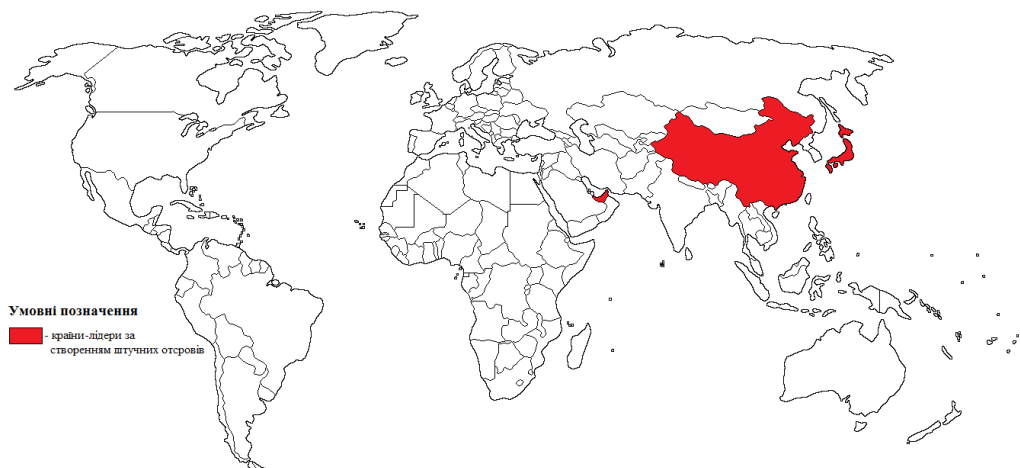 Умовні позначення
- країни-лідери за
створенням штучних отсровів